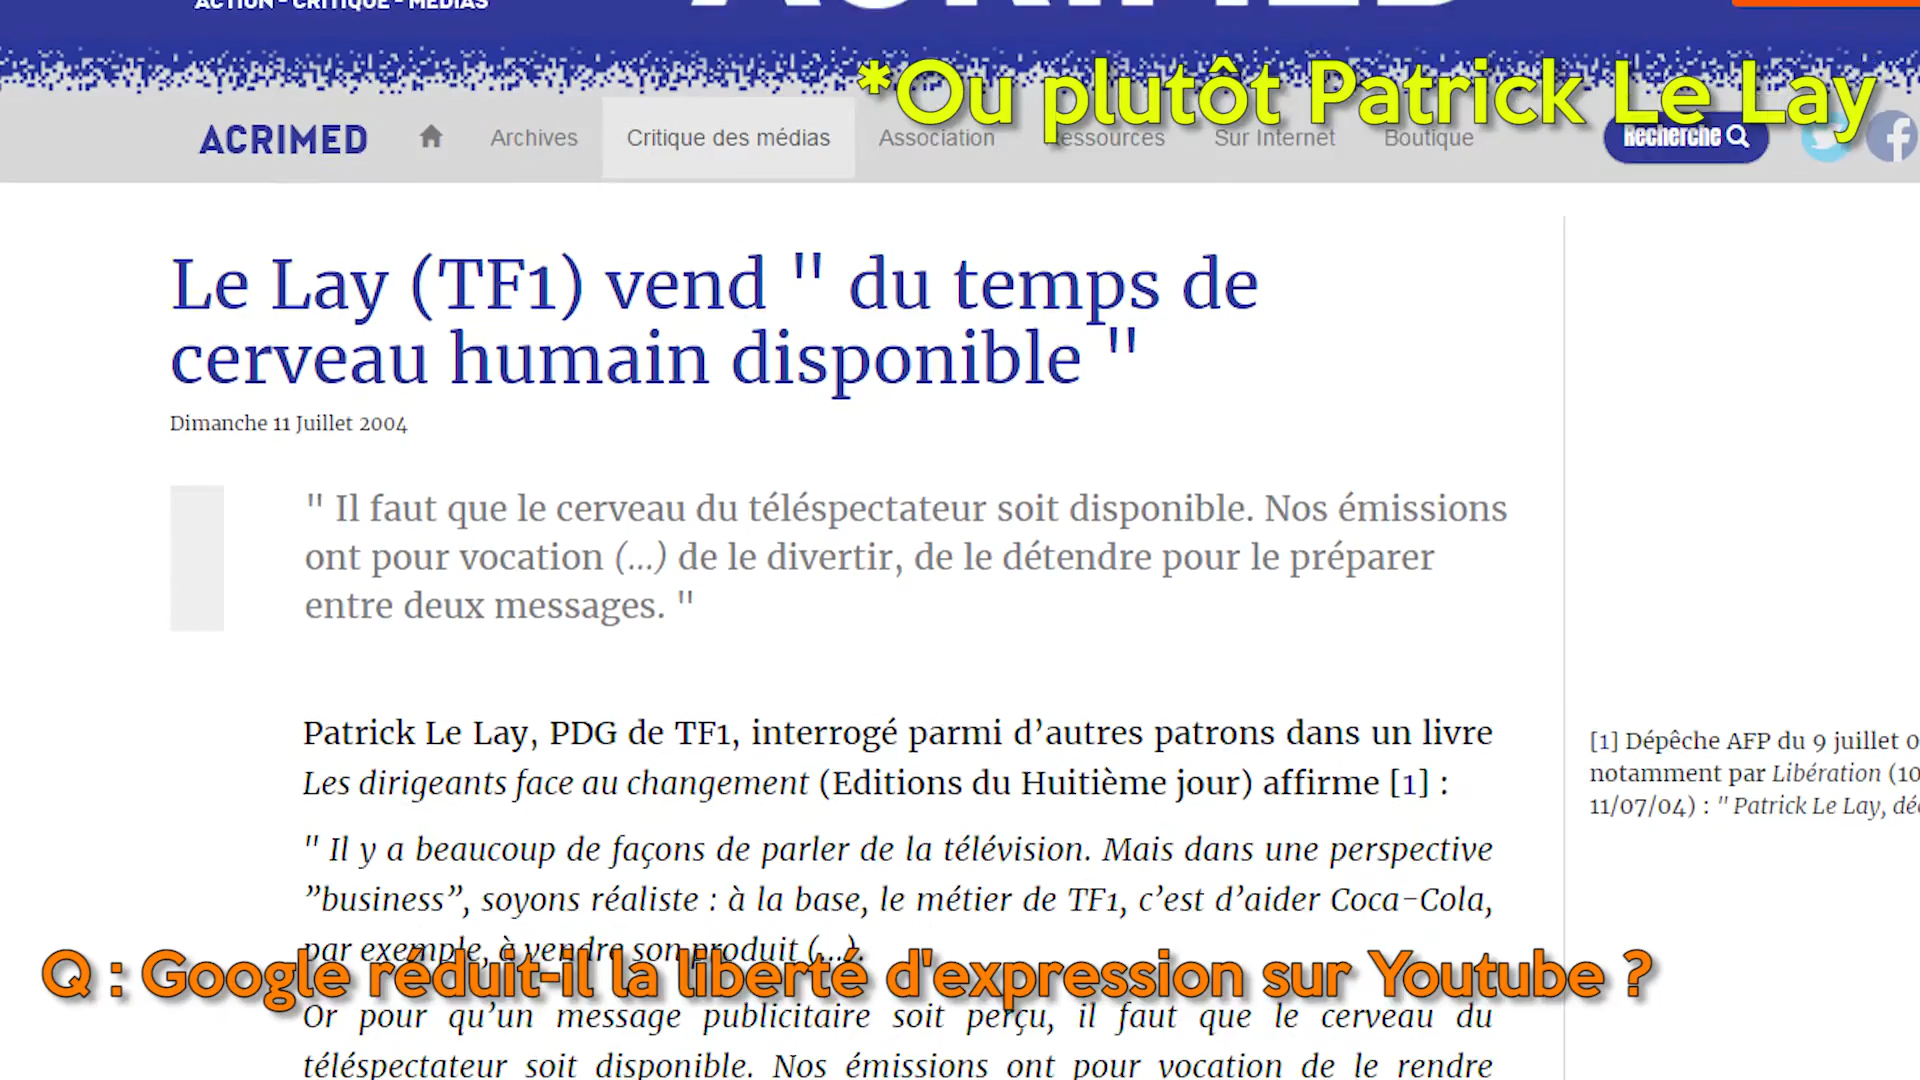 ACTION - CRITIQUE - MÉDIAS
ACRIMED
*Ou plutôt Patrick Le Lay
ACRIMED
Archives
Critique des médias
Association
Ressources
Sur Internet
Boutique
Recherche
Le Lay (TF1) vend " du temps de
cerveau humain disponible "
Dimanche 11 Juillet 2004
" Il faut que le cerveau du téléspectateur soit disponible. Nos émissions
ont pour vocation (...) de le divertir, de le détendre pour le préparer
entre deux messages. "
Patrick Le Lay, PDG de TF1, interrogé parmi d’autres patrons dans un livre
Les dirigeants face au changement (Editions du Huitième jour) affirme [1] :
[1] Dépêche AFP du 9 juillet
notamment par Libération (10
11/07/04) : " Patrick Le Lay,
" Il y a beaucoup de façons de parler de la télévision. Mais dans une perspective
”business”, soyons réaliste : à la base, le métier de TF1, c’est d’aider Coca-Cola,
par exemple, à vendre son produit (...).
Q : Google réduit-il la liberté d'expression sur Youtube ?
Or pour qu’un message publicitaire soit perçu, il faut que le cerveau du
téléspectateur soit disponible. Nos émissions ont pour vocation de le rendre